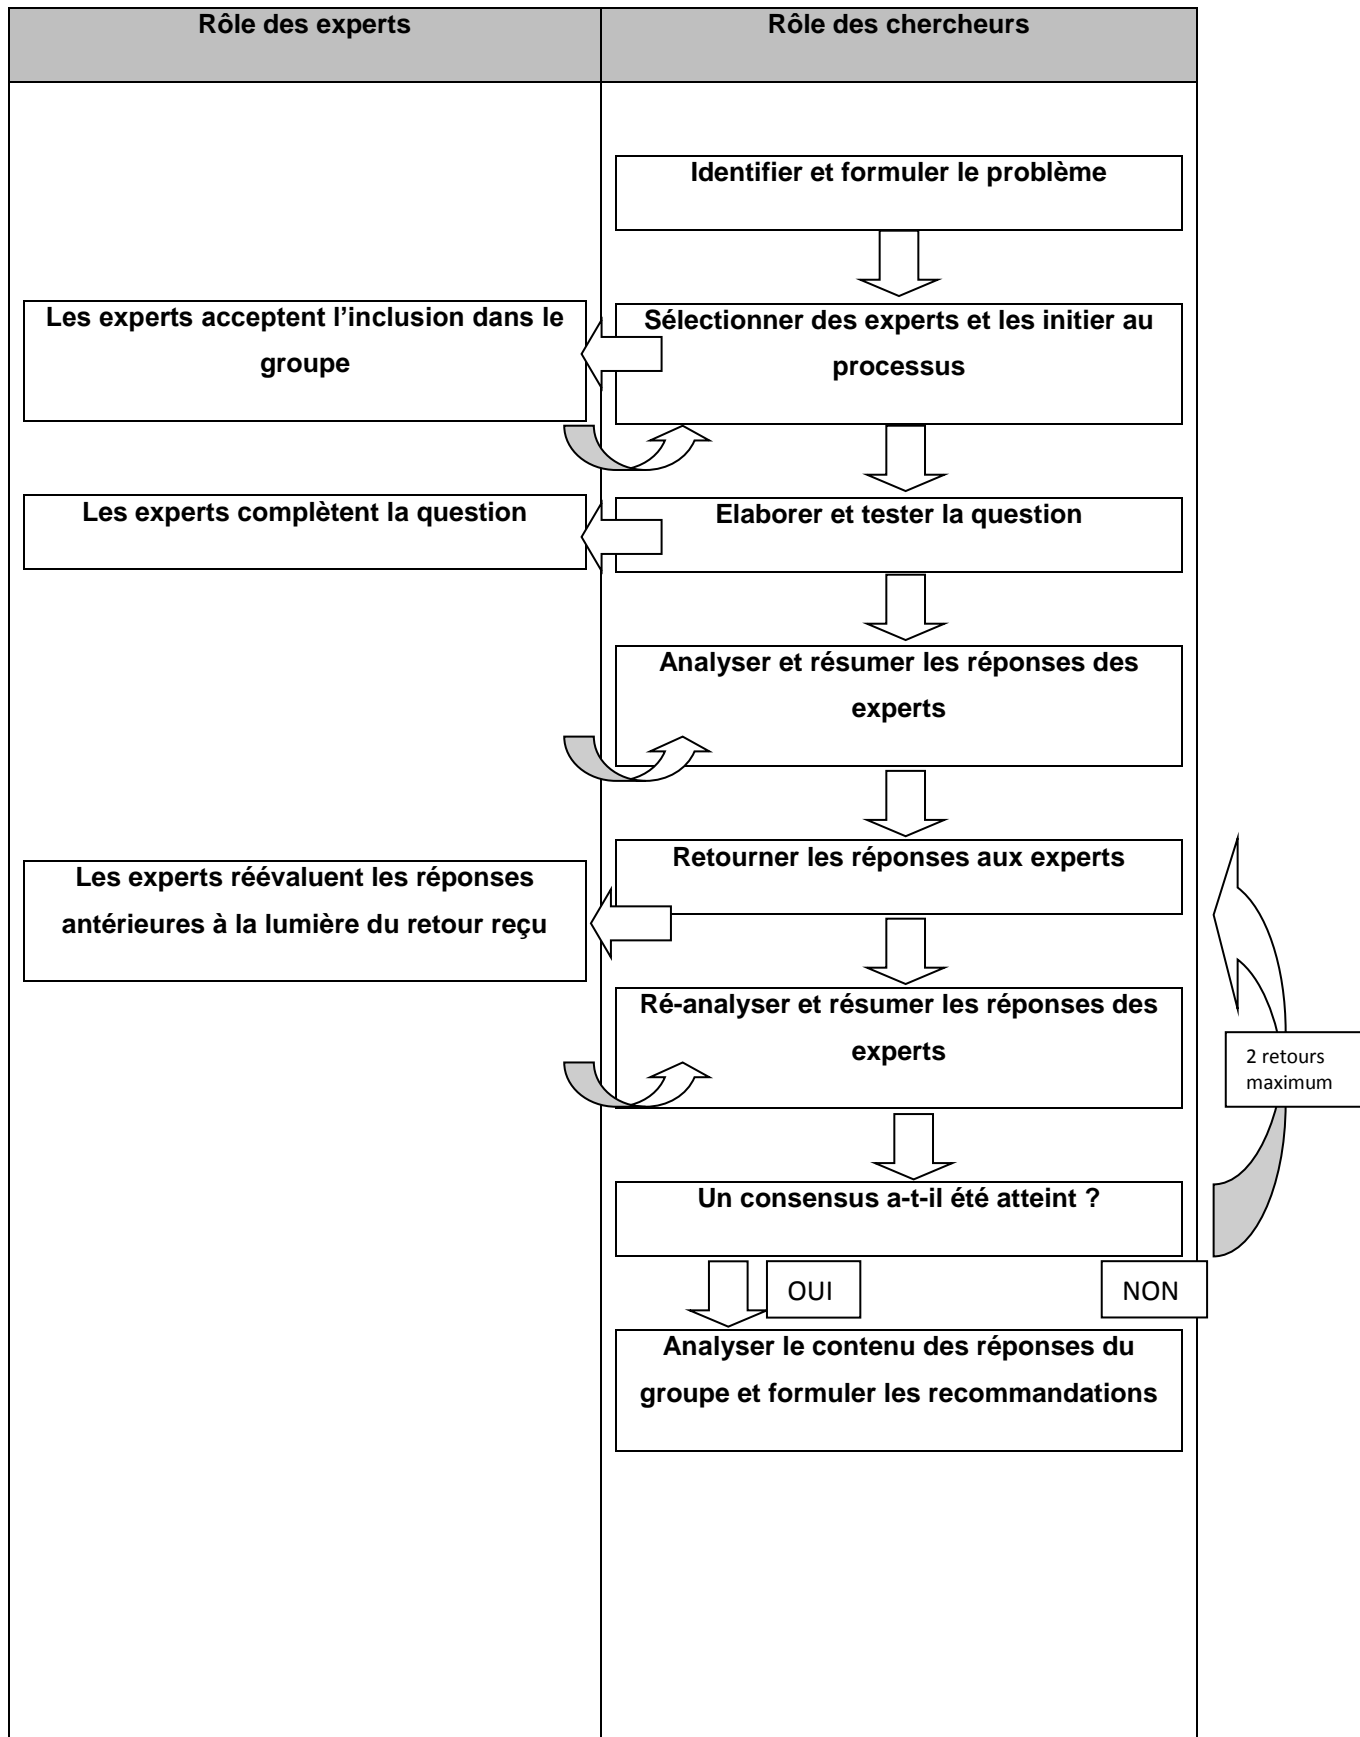 Rôle des experts
Rôle des chercheurs
Identifier et formuler le problème
Les experts acceptent l’inclusion dans le
groupe
Sélectionner des experts et les initier au
processus
Les experts complètent la question
Elaborer et tester la question
Analyser et résumer les réponses des
experts
Retourner les réponses aux experts
Les experts réévaluent les réponses
antérieures à la lumière du retour reçu
Ré-analyser et résumer les réponses des
experts
2 retours
maximum
Un consensus a-t-il été atteint ?
OUI
NON
Analyser le contenu des réponses du
groupe et formuler les recommandations